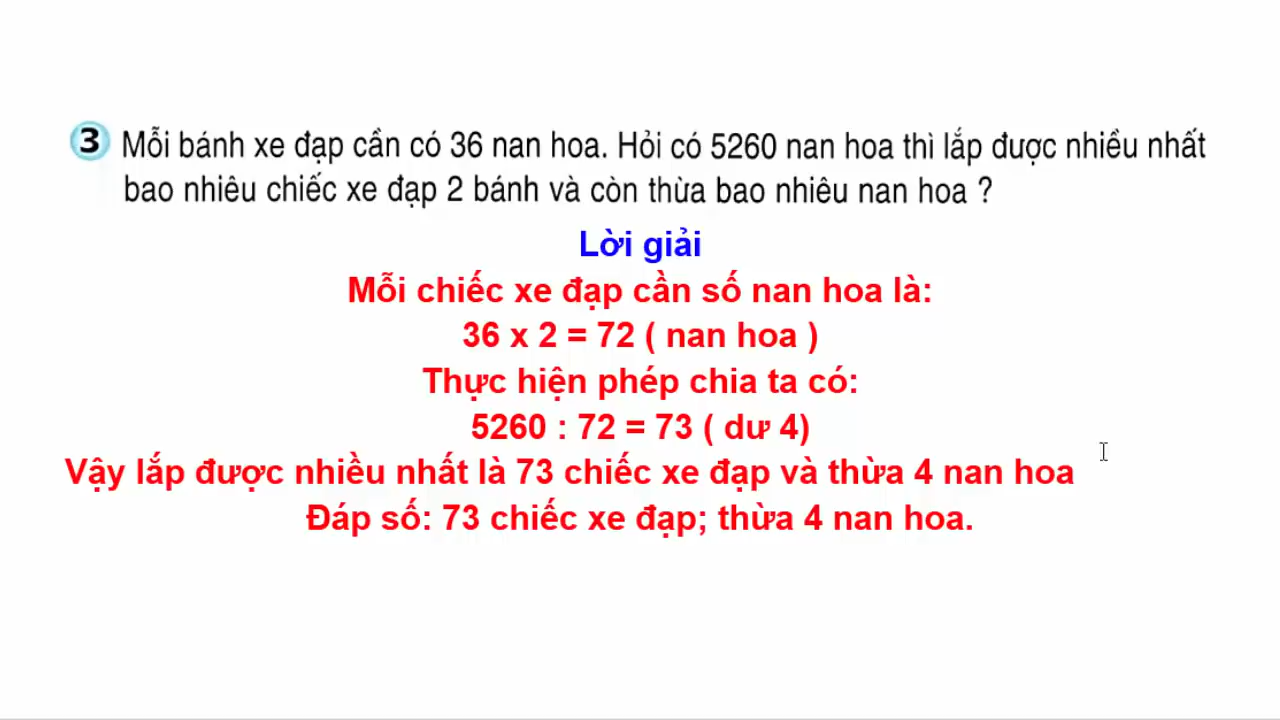 3 Mỗi bánh xe đạp cần có 36 nan hoa. Hỏi có 5260 nan hoa thì lắp được nhiều nhất
bao nhiêu chiếc xe đạp 2 bánh và còn thừa bao nhiêu nan hoa ?
Lời giải
Mỗi chiếc xe đạp cần số nan hoa là:
36 x 2 = 72 ( nan hoa )
Thực hiện phép chia ta có:
5260 : 72 = 73 ( dư 4)
Vậy lắp được nhiều nhất là 73 chiếc xe đạp và thừa 4 nan hoa
Đáp số: 73 chiếc xe đạp; thừa 4 nan hoa.